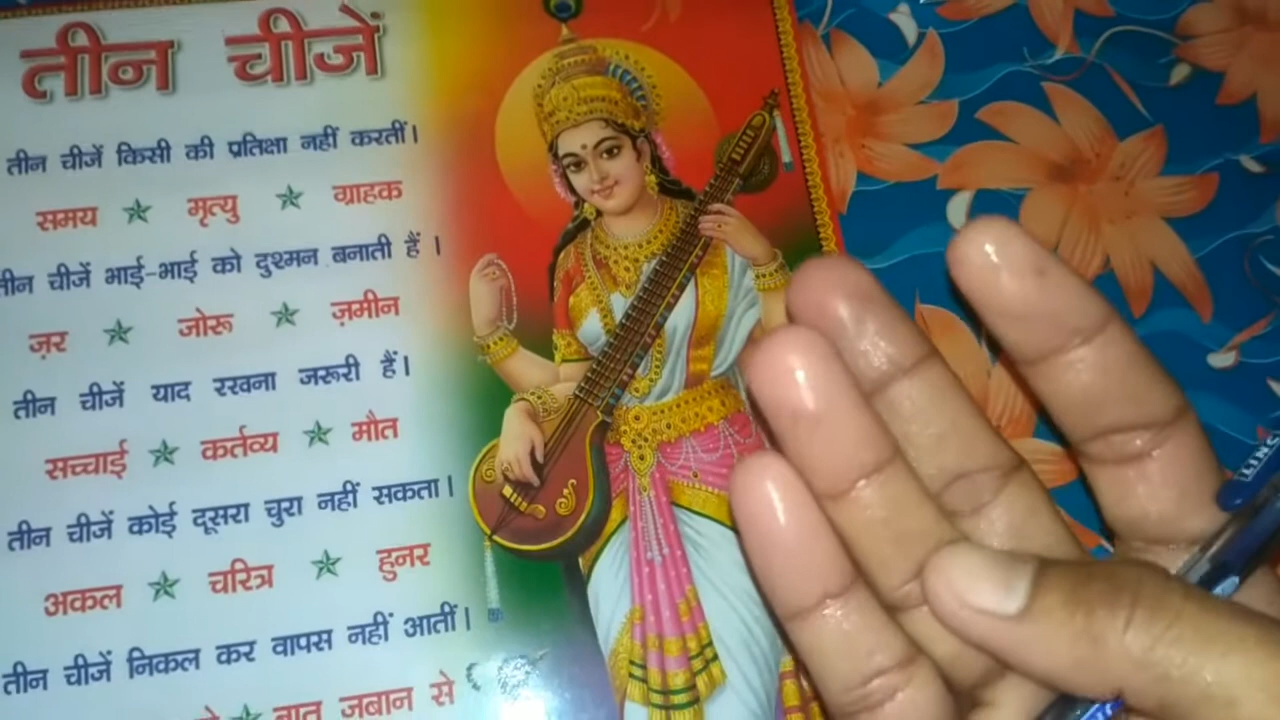 तीन चीजें
तीन चीजें किसी की प्रतिक्षा नहीं करतीं।
समय ★ मृत्यु ★ ग्राहक
तीन चीजें भाई-भाई को दुश्मन बनाती हैं ।
ज़र ★ जोरू ★ ज़मीन
तीन चीजें याद रखना जरूरी हैं।
सच्चाई ★ कर्तव्य ★ मौत
तीन चीजें कोई दूसरा चुरा नहीं सकता।
अकल ★ चरित्र ★ हुनर
तीन चीजें निकल कर वापस नहीं आतीं।
★ बात जबान से